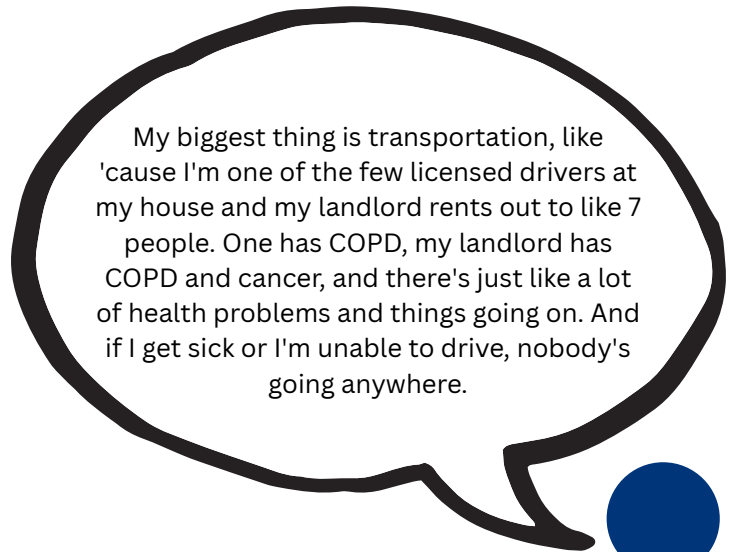 My biggest thing is transportation, like
'cause I'm one of the few licensed drivers at
my house and my landlord rents out to like 7
people. One has COPD, my landlord has
COPD and cancer, and there's just like a lot
of health problems and things going on. And
if I get sick or I'm unable to drive, nobody's
going anywhere.